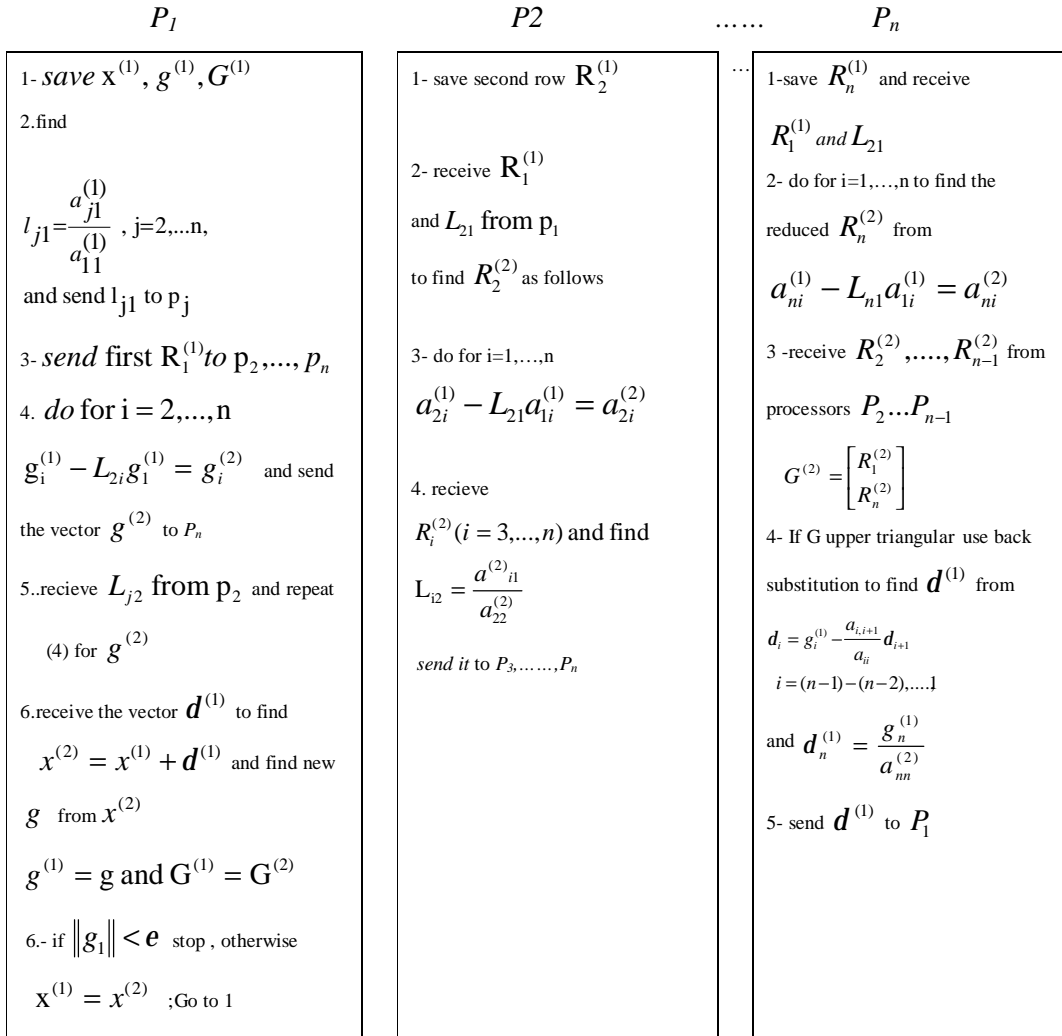 P_1 P2 …… P_n
1- save x^(1), g^(1), G^(1)
2.find
l_j1 = a_j1^(1) / a_11^(1) , j=2,...n,
and send l_j1 to p_j
3- send first R_1^(1) to p_2,..., p_n
4. do for i = 2,...,n
g_i^(1) − L_2i g_1^(1) = g_i^(2) and send
the vector g^(2) to P_n
5..recieve L_j2 from p_2 and repeat
(4) for g^(2)
6.receive the vector d^(1) to find
x^(2) = x^(1) + d^(1) and find new
g from x^(2)
g^(1) = g and G^(1) = G^(2)
6.- if ‖g_1‖ < e stop , otherwise
x^(1) = x^(2) ;Go to 1
1- save second row R_2^(1)
2- receive R_1^(1)
and L_21 from p_1
to find R_2^(2) as follows
3- do for i=1,…,n
a_2i^(1) − L_21 a_1i^(1) = a_2i^(2)
4. recieve
R_i^(2) (i = 3,...,n) and find
L_i2 = a^(2)_i1 / a_22^(2)
send it to P_3,……,P_n
…
1-save R_n^(1) and receive
R_1^(1) and L_21
2- do for i=1,…,n to find the
reduced R_n^(2) from
a_ni^(1) − L_n1 a_1i^(1) = a_ni^(2)
3 -receive R_2^(2),...., R_n−1^(2) from
processors P_2...P_n−1
G^(2) = [R_1^(2) R_n^(2)]
4- If G upper triangular use back
substitution to find d^(1) from
d_i = g_i^(1) − a_i,i+1 / a_ii d_i+1
i = (n−1)−(n−2),....,1
and d_n^(1) = g_n^(1) / a_nn^(2)
5- send d^(1) to P_1